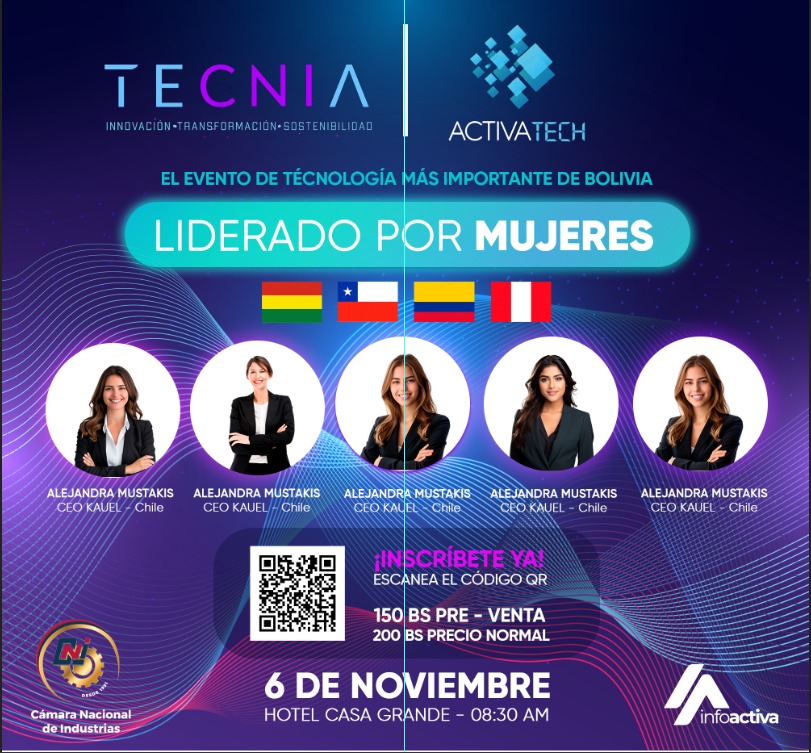 TECNIA
INNOVACIÓN•TRANSFORMACIÓN•SOSTENIBILIDAD
ACTIVATECH
EL EVENTO DE TÉCNOLOGÍA MÁS IMPORTANTE DE BOLIVIA
LIDERADO POR MUJERES
ALEJANDRA MUSTAKIS
CEO KAUEL - Chile
ALEJANDRA MUSTAKIS
CEO KAUEL - Chile
ALEJANDRA MUSTAKIS
CEO KAUEL - Chile
ALEJANDRA MUSTAKIS
CEO KAUEL - Chile
ALEJANDRA MUSTAKIS
CEO KAUEL - Chile
¡INSCRÍBETE YA!
ESCANEA EL CÓDIGO QR
150 BS PRE - VENTA
200 BS PRECIO NORMAL
CNI
DESDE 1931
Cámara Nacional
de Industrias
6 DE NOVIEMBRE
HOTEL CASA GRANDE - 08:30 AM
infoactiva